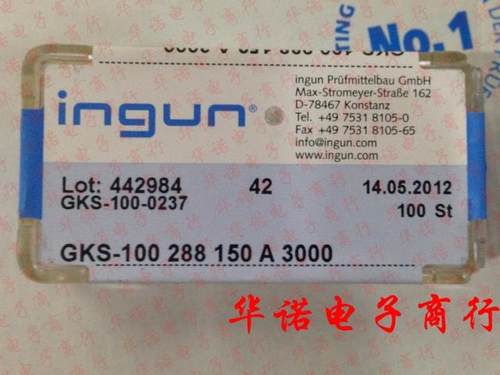 No.1
ingun®
ingun Prüfmittelbau GmbH
Max-Stromeyer-Straße 162
D-78467 Konstanz
Tel. +49 7531 8105-0
Fax +49 7531 8105-65
info@ingun.com
www.ingun.com
Lot: 442984 42 14.05.2012
GKS-100-0237 100 St
GKS-100 288 150 A 3000
华诺电子商行